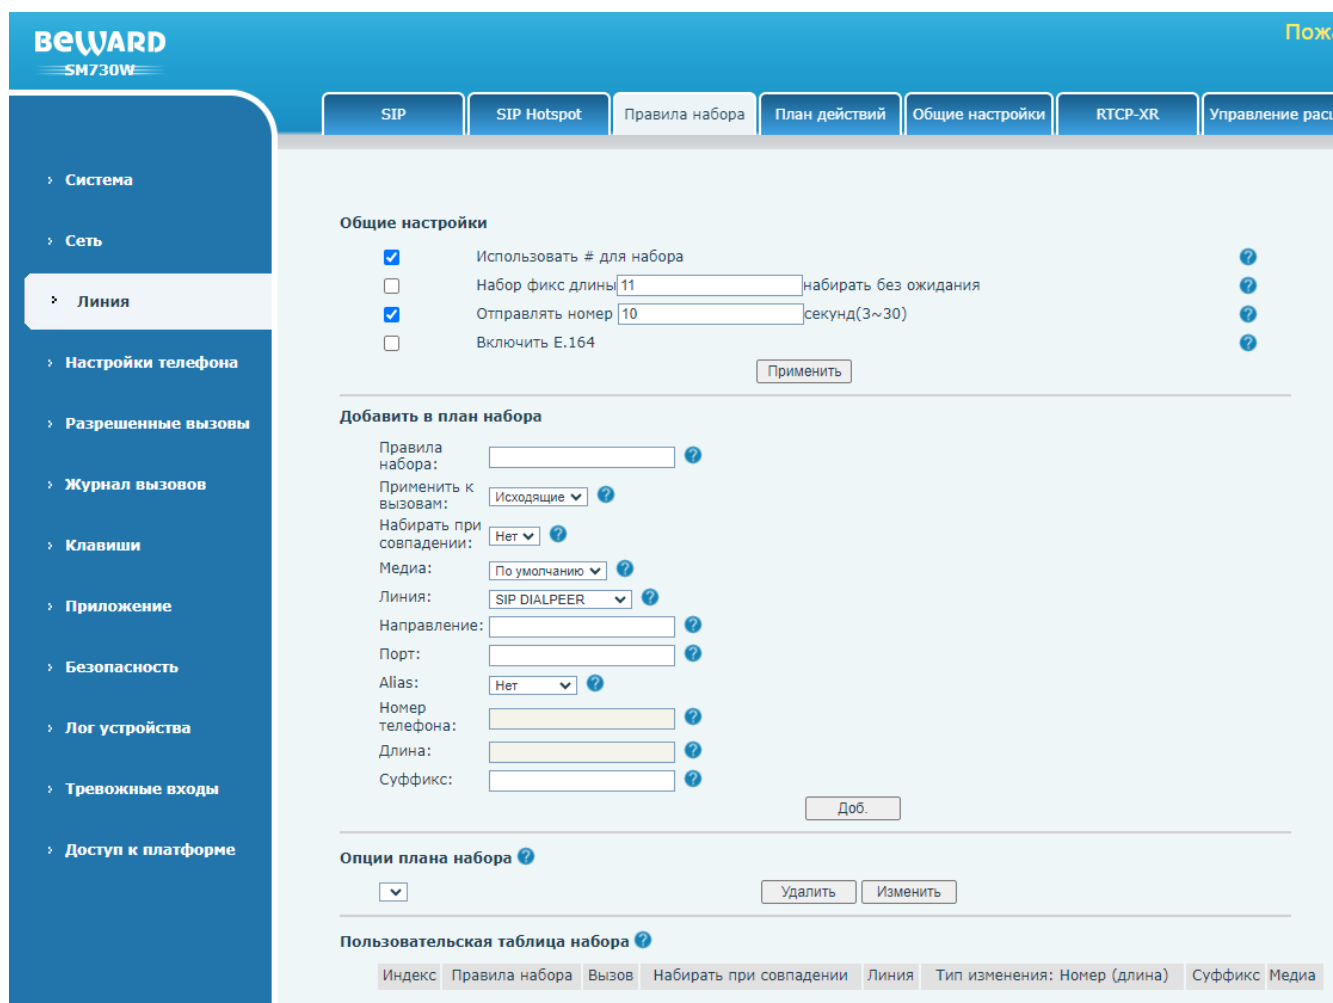 Пож
BEWARD
SM730W
SIP
SIP Hotspot
Правила набора
План действий
Общие настройки
RTCP-XR
Управление
Система
Сеть
Линия
Настройки телефона
Разрешенные вызовы
Журнал вызовов
Клавиши
Приложение
Безопасность
Лог устройства
Тревожные входы
Доступ к платформе
Общие настройки
Использовать # для набора
Набор фикс длины 11 набирать без ожидания
Отправлять номер 10 секунд(3~30)
Включить E.164
Применить
Добавить в план набора
Правила
набора:
Применить к
вызовам: Исходящие
Набирать при
совпадении: Нет
Медиа: По умолчанию
Линия: SIP DIALPEER
Направление:
Порт:
Alias: Нет
Номер
телефона:
Длина:
Суффикс:
Доб.
Опции плана набора
Удалить Изменить
Пользовательская таблица набора
Индекс Правила набора Вызов Набирать при совпадении Линия Тип изменения: Номер (длина) Суффикс Медиа